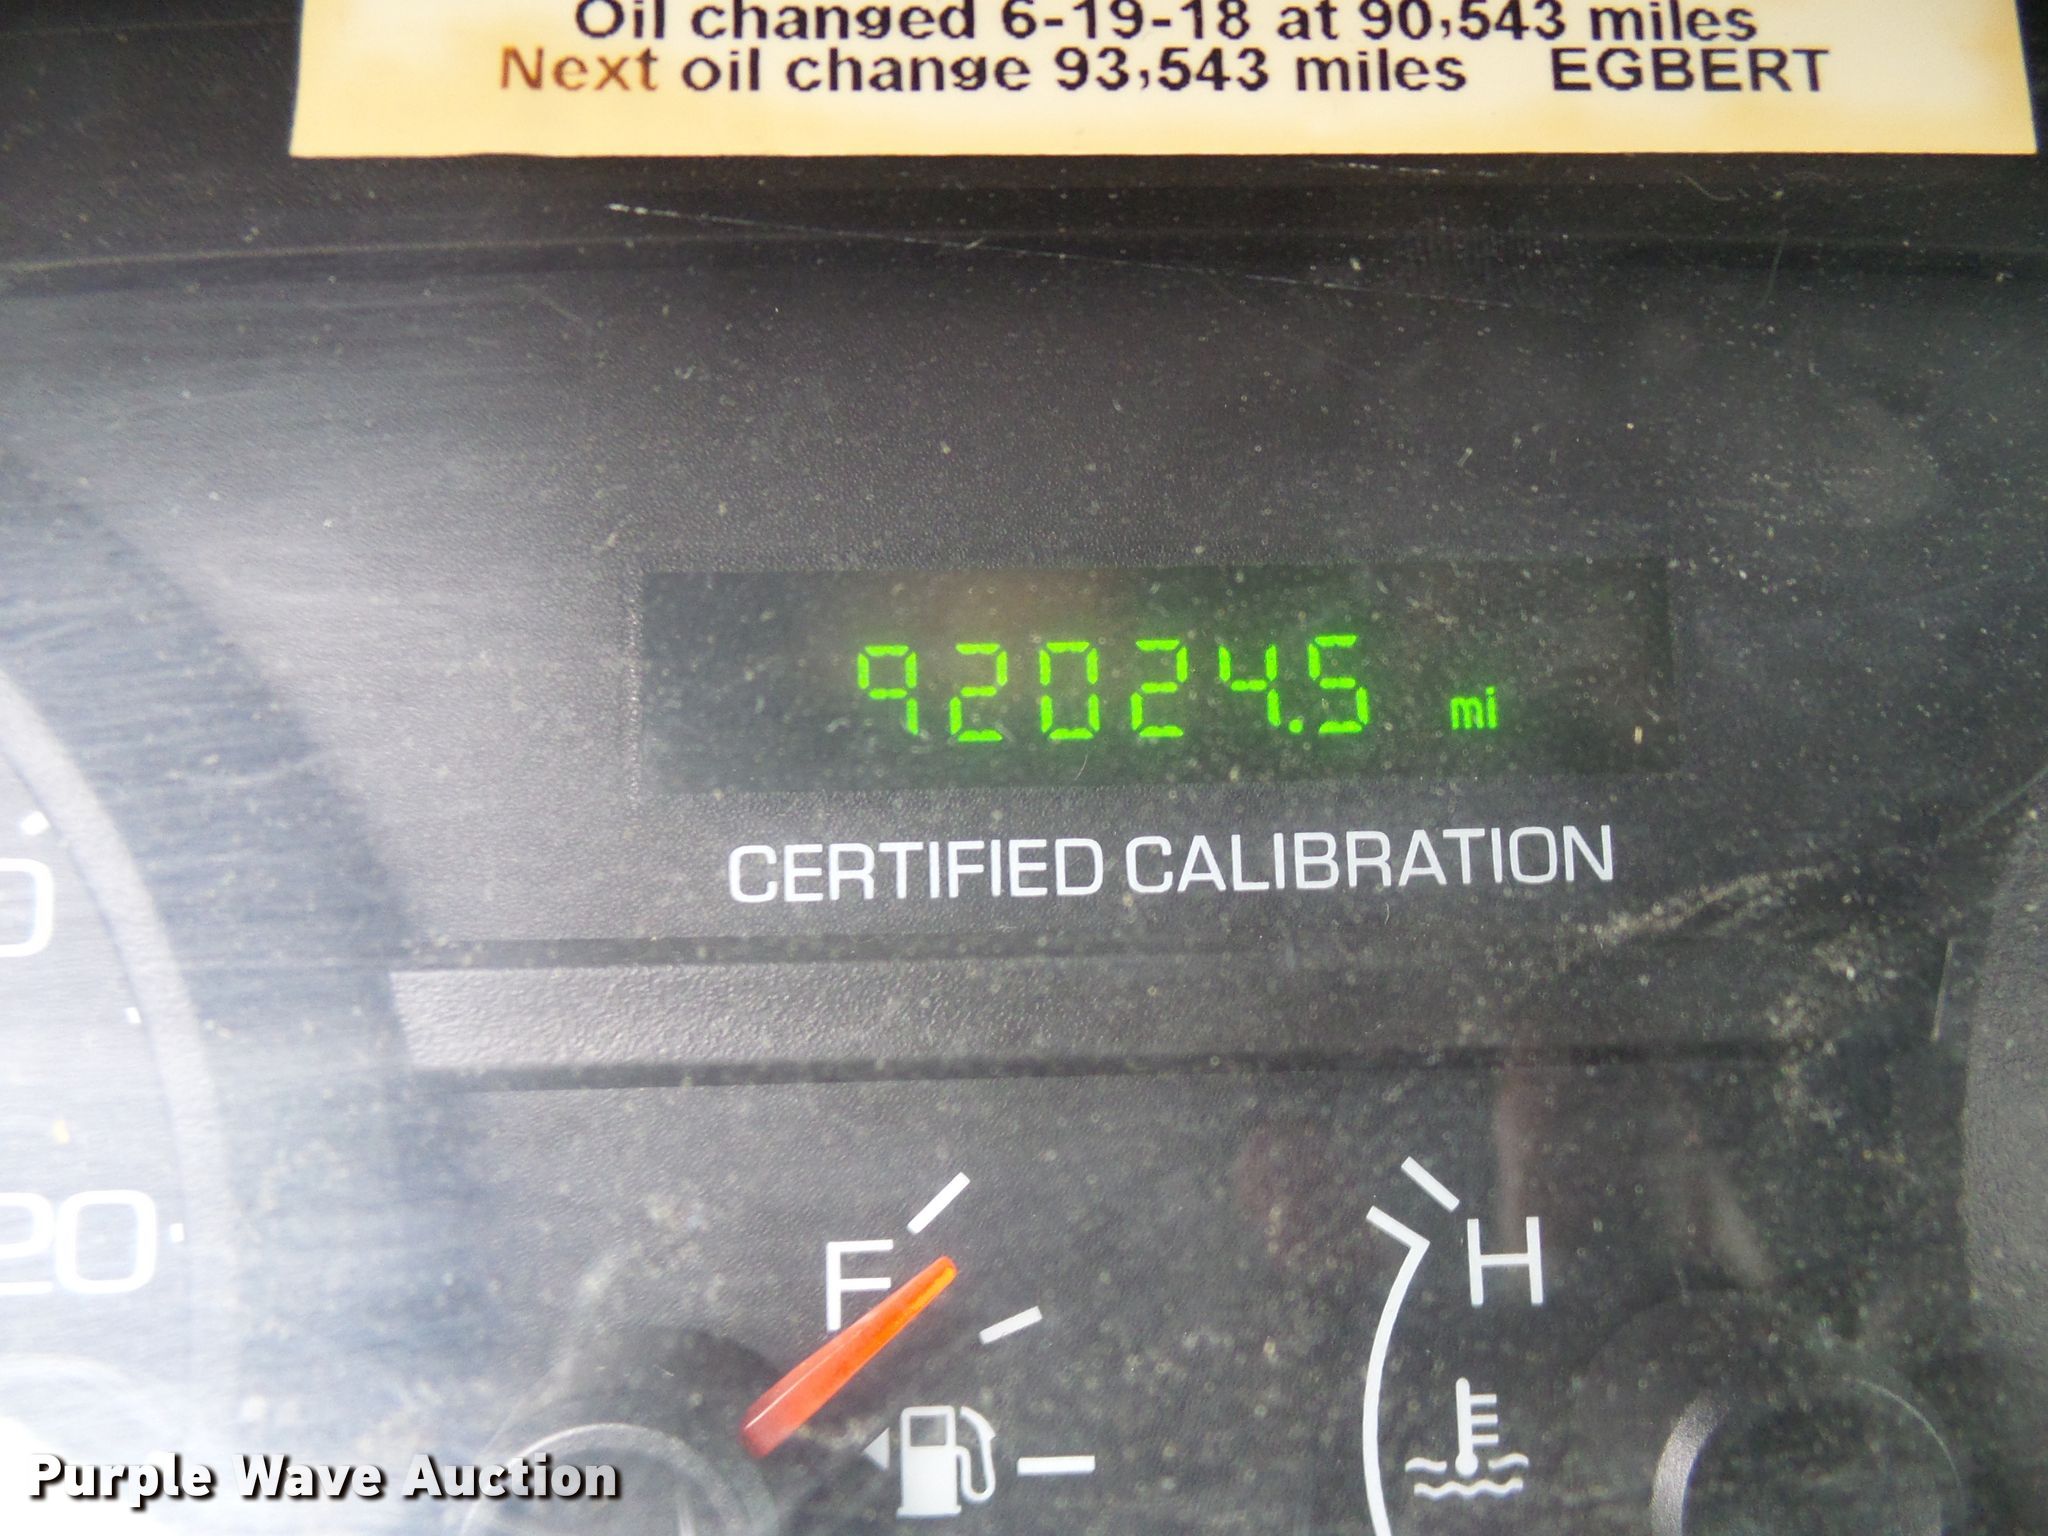 Oil changed 6-19-18 at 90,543 miles
Next oil change 93,543 miles EGBERT
92024.5 mi
CERTIFIED CALIBRATION
0
20
F
H
Purple Wave Auction